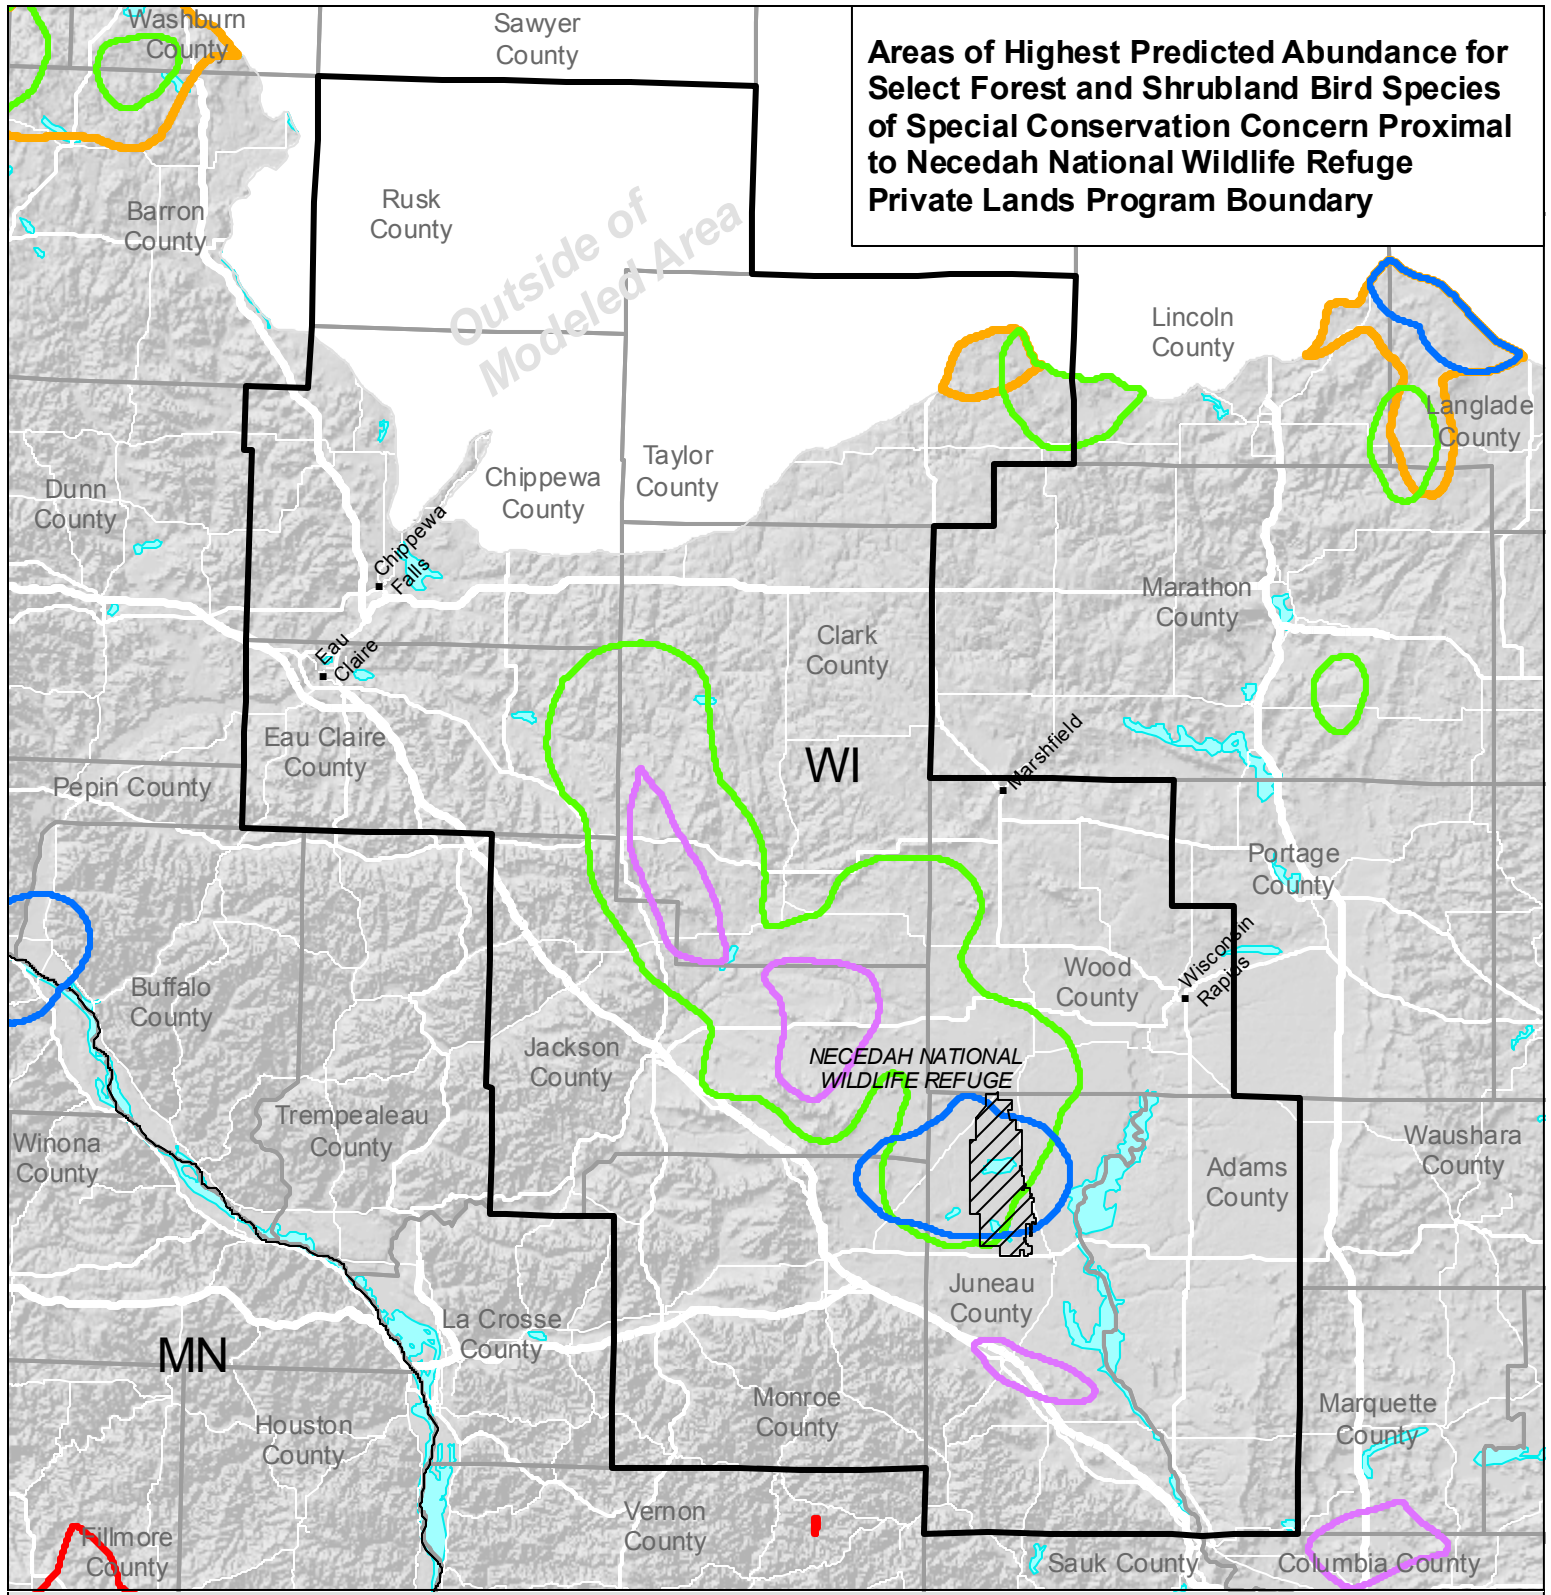 Areas of Highest Predicted Abundance for
Select Forest and Shrubland Bird Species
of Special Conservation Concern Proximal
to Necedah National Wildlife Refuge
Private Lands Program Boundary
Washburn
County
Sawyer
County
Rusk
County
Barron
County
Outside of
Modeled Area
Lincoln
County
Langlade
County
Taylor
County
Chippewa
County
Dunn
County
Chippewa
Falls
Marathon
County
Clark
County
Eau
Claire
Eau Claire
County
WI
Marshfield
Pepin County
Portage
County
Wood
County
Wisconsin
Rapids
Buffalo
County
Jackson
County
NECEDAH NATIONAL
WILDLIFE REFUGE
Trempealeau
County
Winona
County
Waushara
County
Adams
County
Juneau
County
La Crosse
County
MN
Monroe
County
Marquette
County
Houston
County
Vernon
County
Fillmore
County
Sauk County
Columbia County